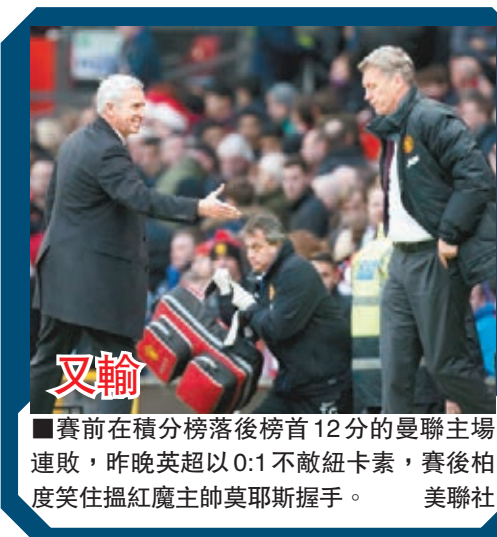 又輸
■賽前在積分榜落後榜首12分的曼聯主場
連敗，昨晚英超以0:1不敵紐卡素，賽後柏
度笑住搵紅魔主帥莫耶斯握手。 美聯社